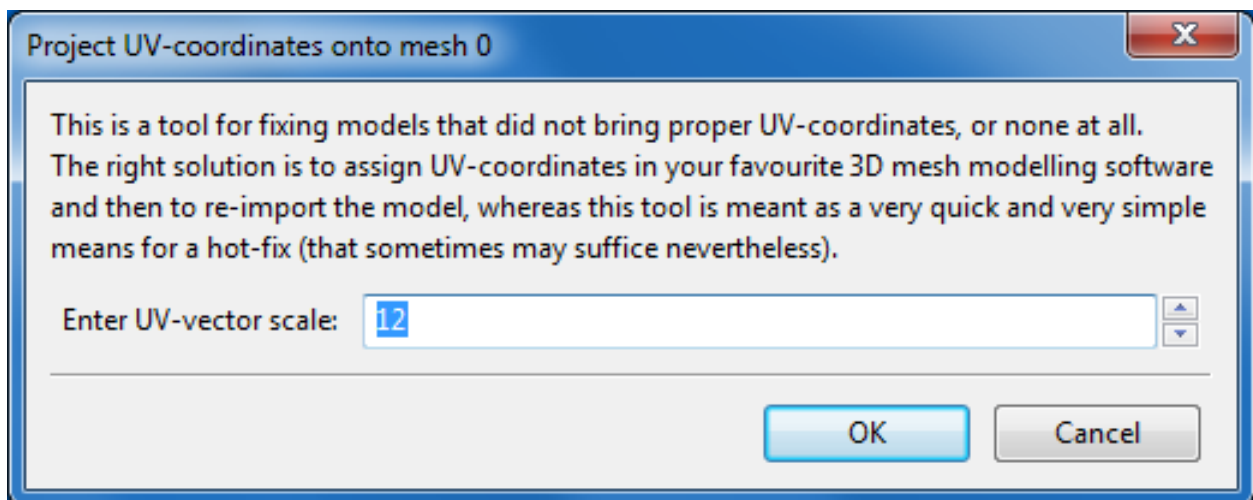 Project UV-coordinates onto mesh 0
This is a tool for fixing models that did not bring proper UV-coordinates, or none at all.
The right solution is to assign UV-coordinates in your favourite 3D mesh modelling software
and then to re-import the model, whereas this tool is meant as a very quick and very simple
means for a hot-fix (that sometimes may suffice nevertheless).
Enter UV-vector scale: 12
OK Cancel